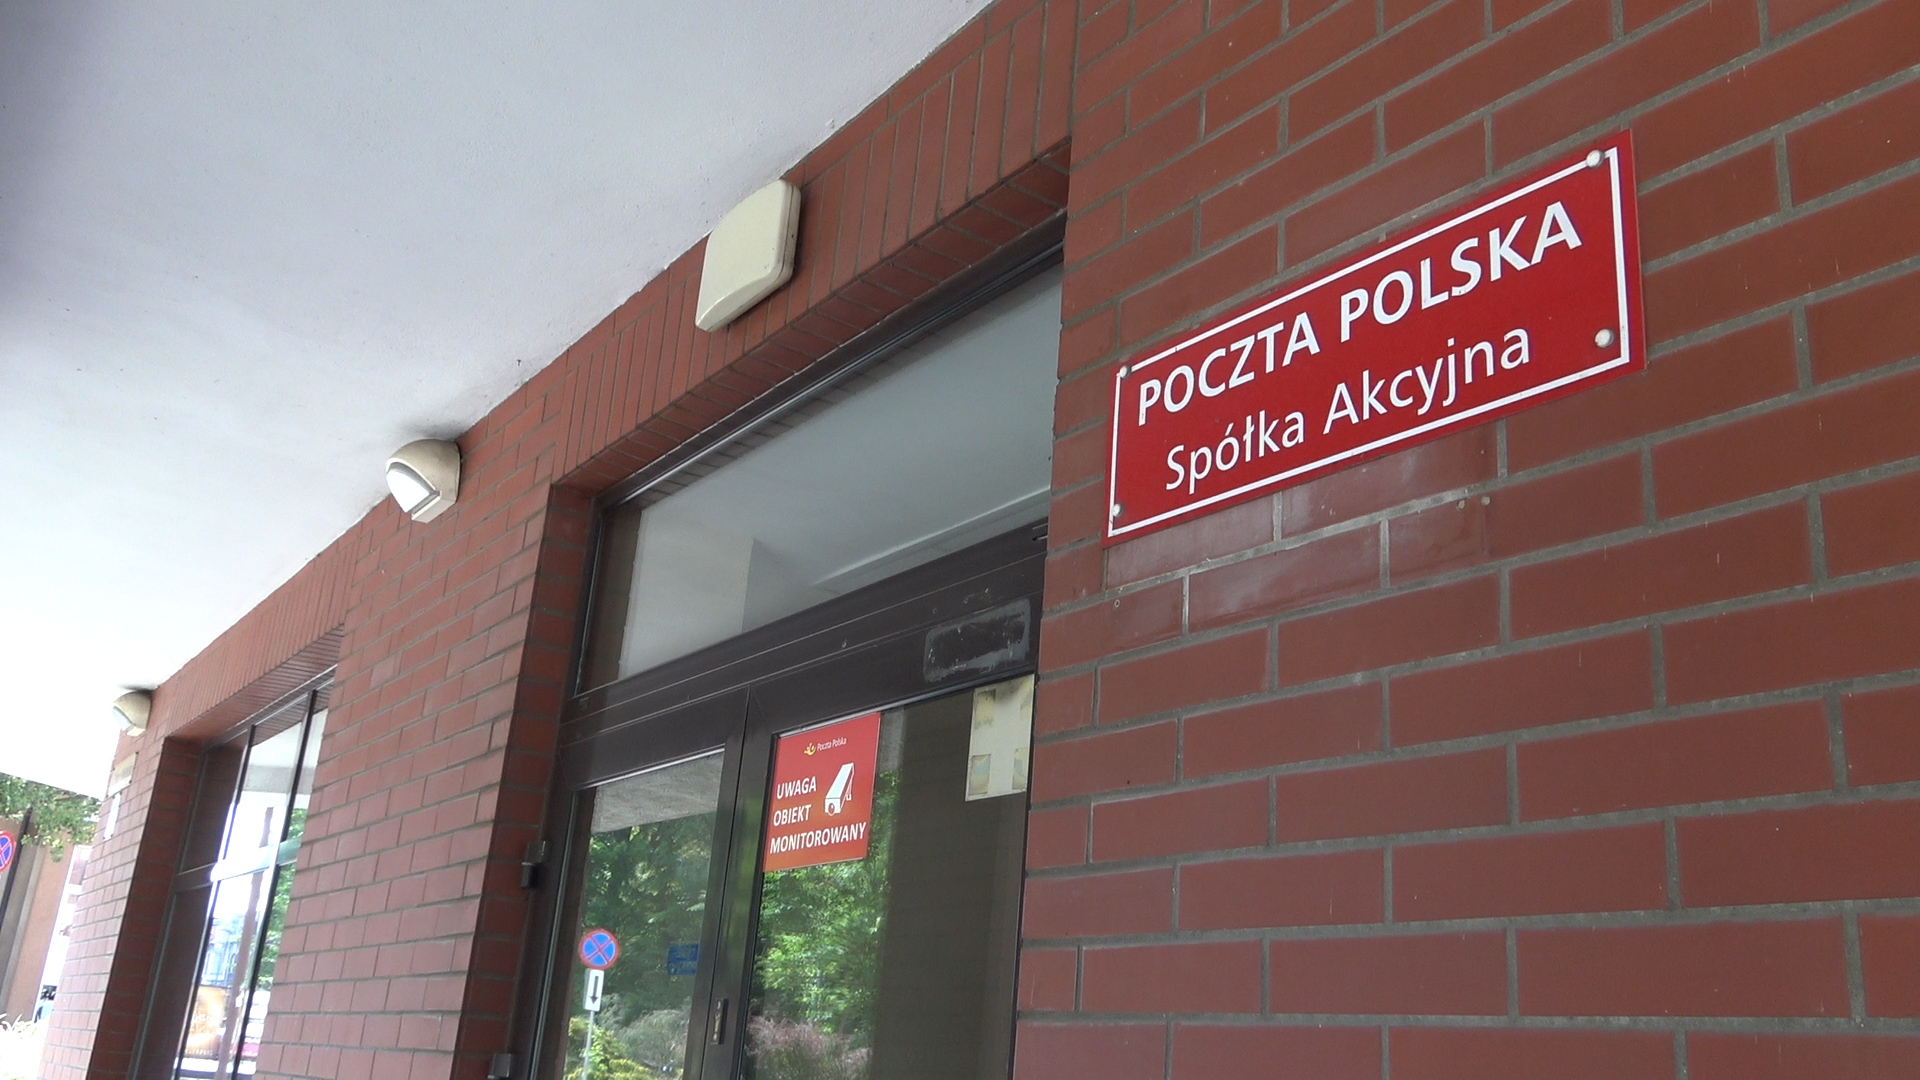 POCZTA POLSKA
Spółka Akcyjna
Poczta Polska
UWAGA
OBIEKT
MONITOROWANY